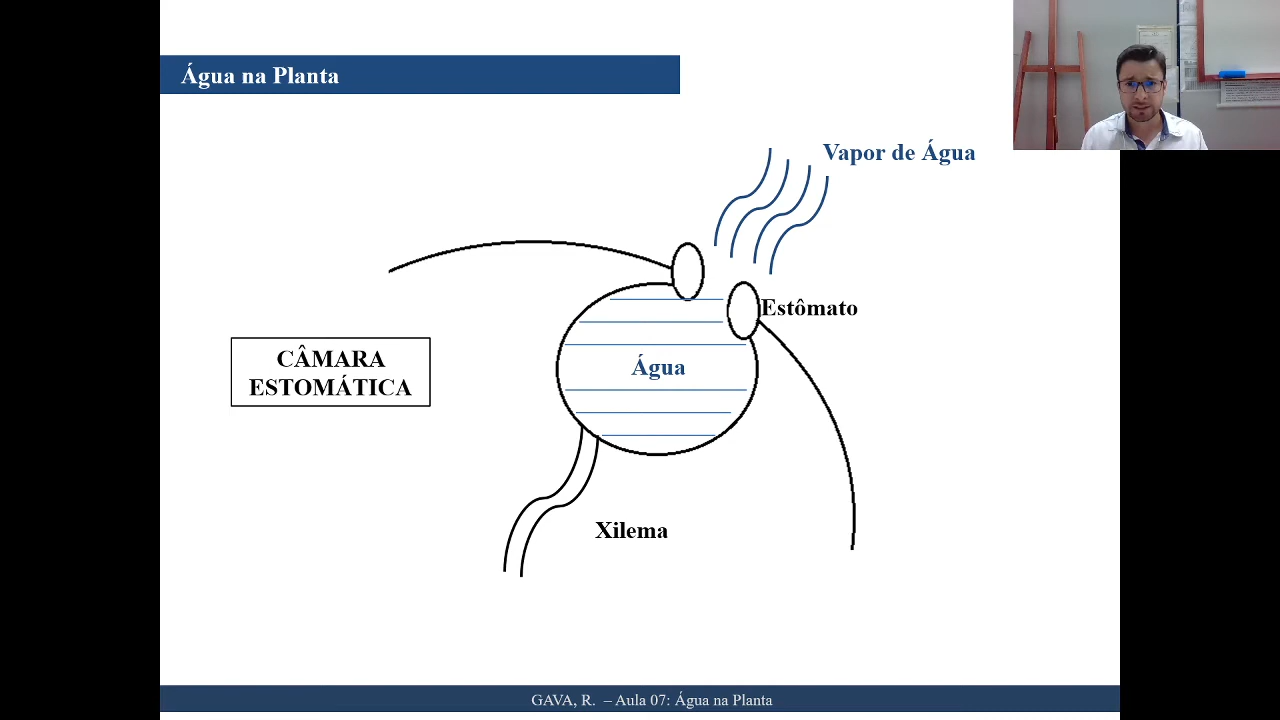 Água na Planta
Vapor de Água
Estômato
CÂMARA
ESTOMÁTICA
Água
Xilema
GAVA, R. – Aula 07: Água na Planta